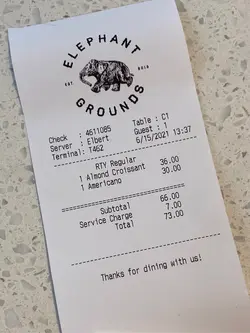 ELEPHANT
EST 2013
GROUNDS
Check : 4611085 Table : C1
Server : Elbert Guest : 1
Terminal: T462 6/15/2021 13:37
RTY Regular
1 Almond Croissant 36.00
1 Americano 30.00
Subtotal 66.00
Service Charge 7.00
Total 73.00
Thanks for dining with us!